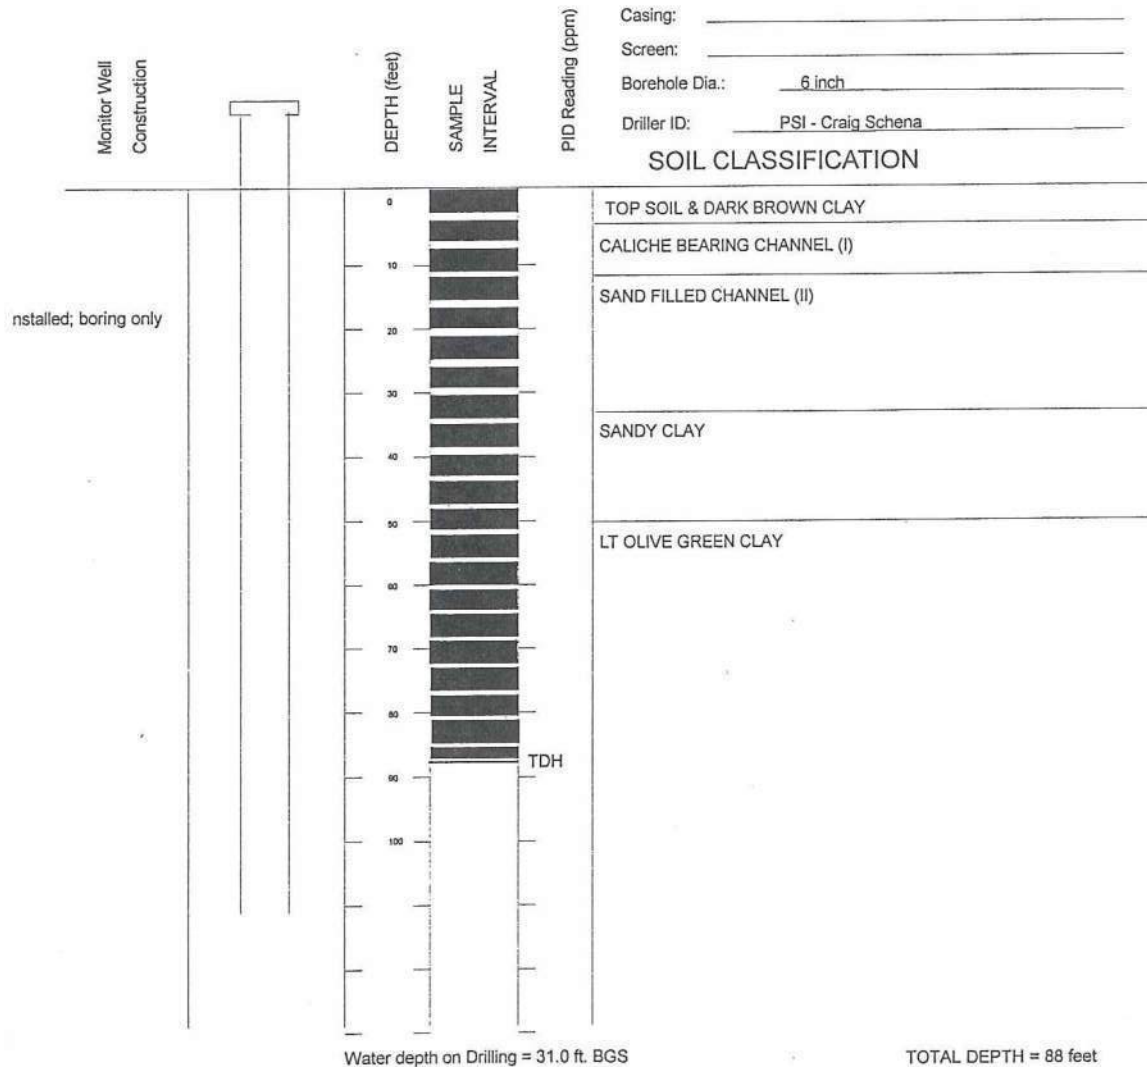 Casing:
Screen:
Borehole Dia.: 6 inch
Driller ID: PSI - Craig Schena
Monitor Well
Construction
DEPTH (feet)
SAMPLE
INTERVAL
PID Reading (ppm)
SOIL CLASSIFICATION
0
TOP SOIL & DARK BROWN CLAY
CALICHE BEARING CHANNEL (I)
10
SAND FILLED CHANNEL (II)
nstalled; boring only
20
30
SANDY CLAY
40
50
LT OLIVE GREEN CLAY
60
70
80
TDH
90
100
Water depth on Drilling = 31.0 ft. BGS
TOTAL DEPTH = 88 feet